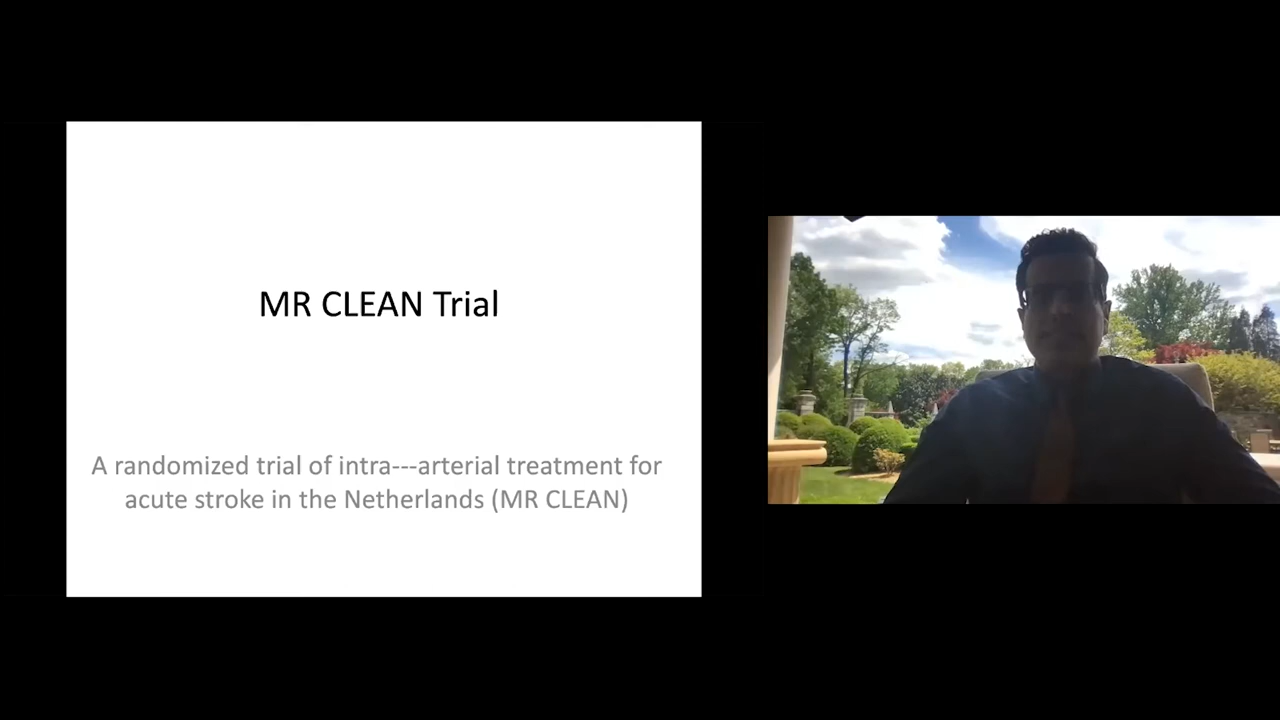 MR CLEAN Trial
A randomized trial of intra---arterial treatment for
acute stroke in the Netherlands (MR CLEAN)